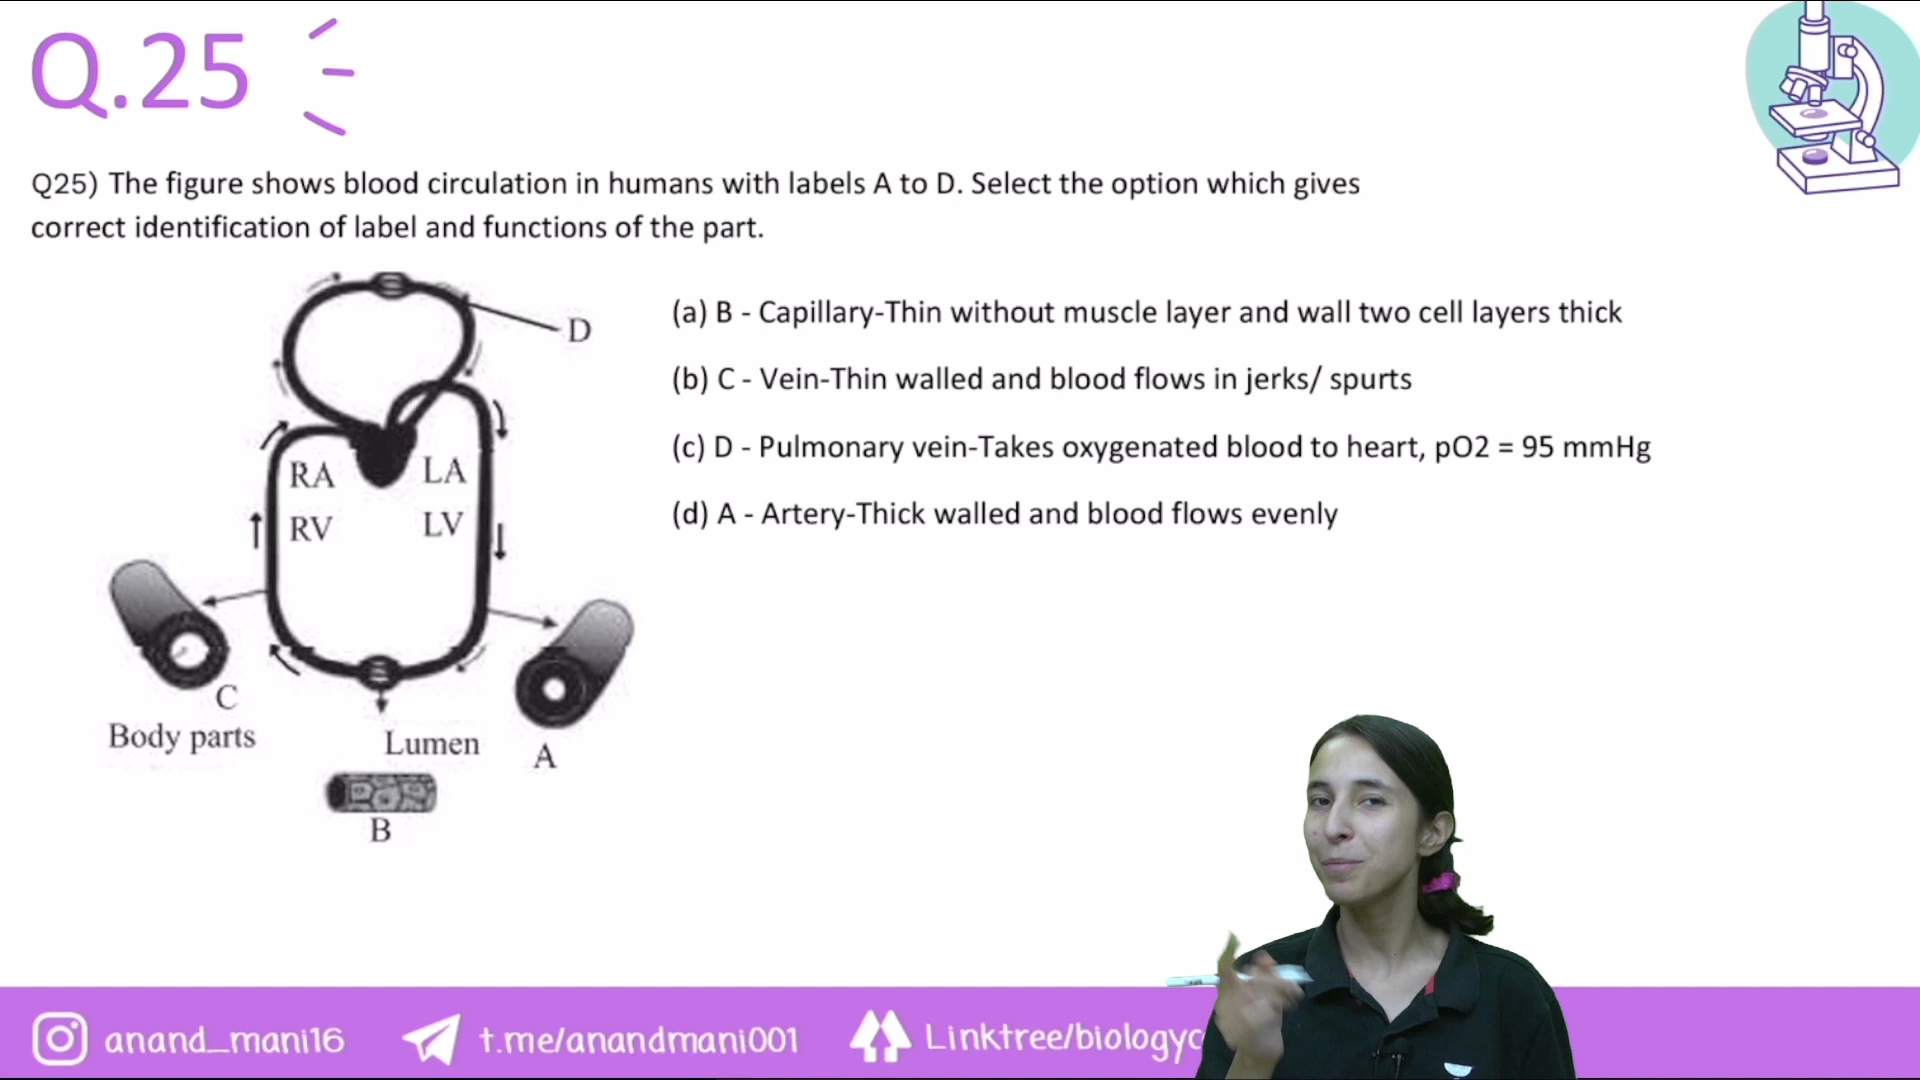 Q.25
Q25) The figure shows blood circulation in humans with labels A to D. Select the option which gives
correct identification of label and functions of the part.
(a) B - Capillary-Thin without muscle layer and wall two cell layers thick
(b) C - Vein-Thin walled and blood flows in jerks/ spurts
(c) D - Pulmonary vein-Takes oxygenated blood to heart, pO2 = 95 mmHg
(d) A - Artery-Thick walled and blood flows evenly
D
RA LA
RV LV
C
Body parts
Lumen
A
B
anand_mani16 t.me/anandmani001 Linktree/biologyc